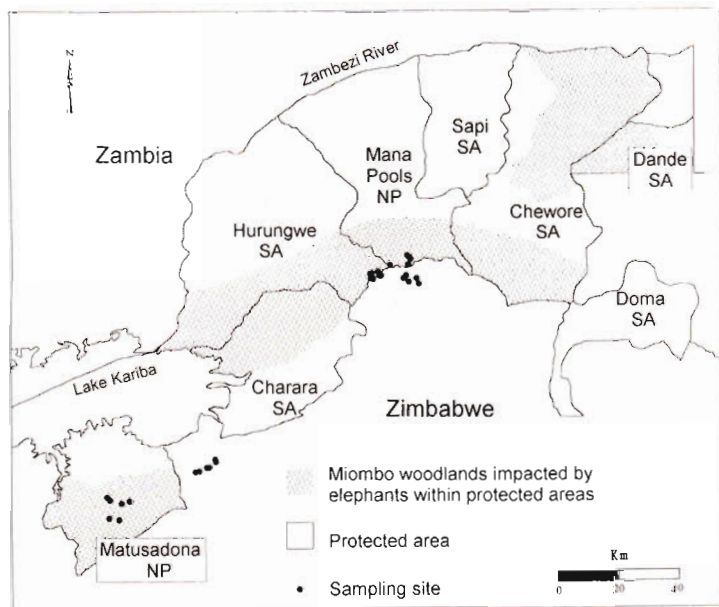 N
Zambezi River
Zambia
Sapi
SA
Mana
Pools
NP
Dande
SA
Hurungwe
SA
Chewore
SA
Doma
SA
Lake Kariba
Charara
SA
Zimbabwe
Miombo woodlands impacted by
elephants within protected areas
Protected area
Matusadona
NP
Km
Sampling site
0 20 40